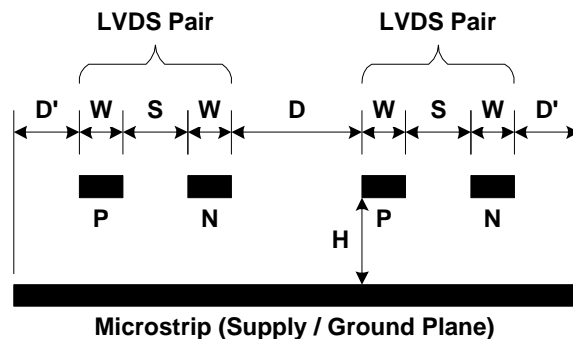 LVDS Pair LVDS Pair
D' W S W D W S W D'
P N P N
H
Microstrip (Supply / Ground Plane)